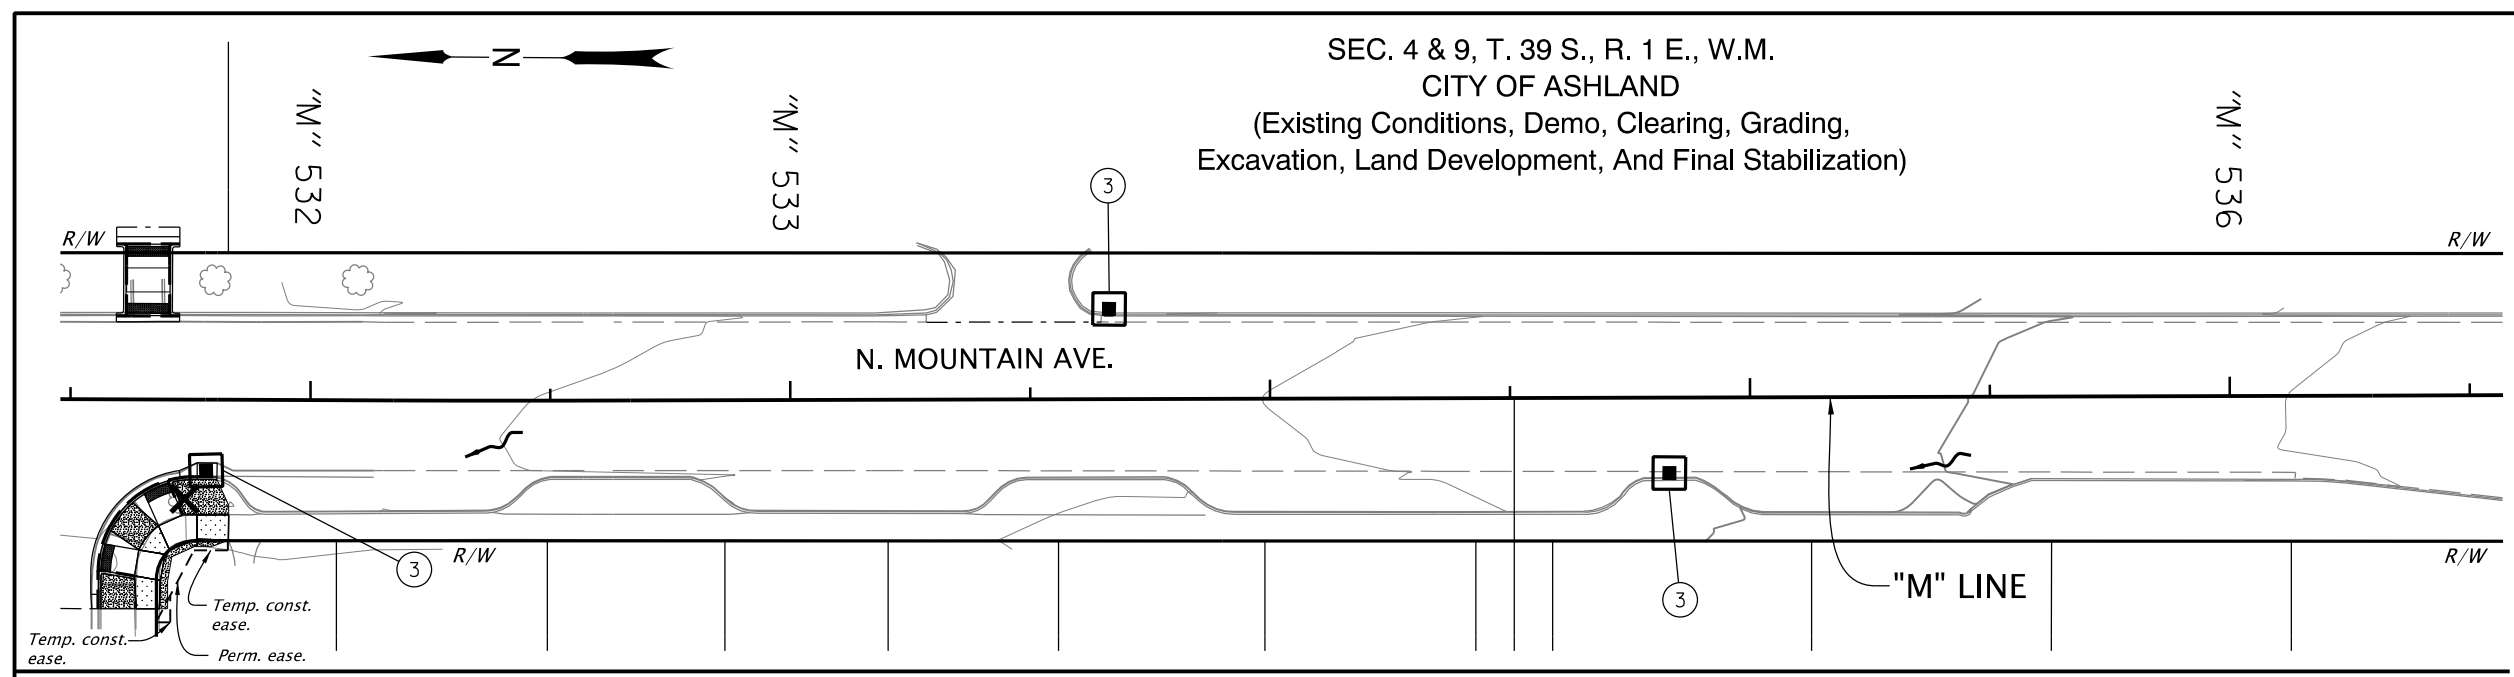 SEC. 4 & 9, T. 39 S., R. 1 E., W.M.
CITY OF ASHLAND
(Existing Conditions, Demo, Clearing, Grading,
Excavation, Land Development, And Final Stabilization)
N
"M" 532
"M" 533
"M" 536
3
R/W
R/W
N. MOUNTAIN AVE.
R/W
R/W
3
3
"M" LINE
Temp. const.
ease.
Temp. const.
ease.
Perm. ease.